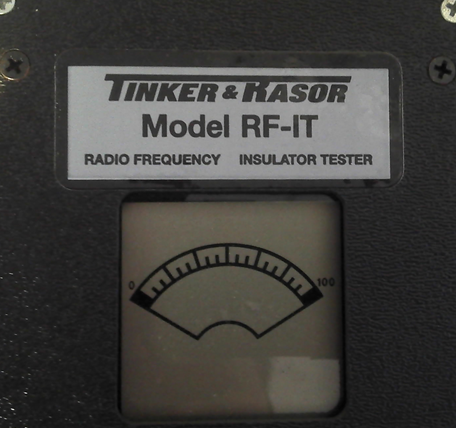 TINKER & RASOR
Model RF-IT
RADIO FREQUENCY INSULATOR TESTER
0 100